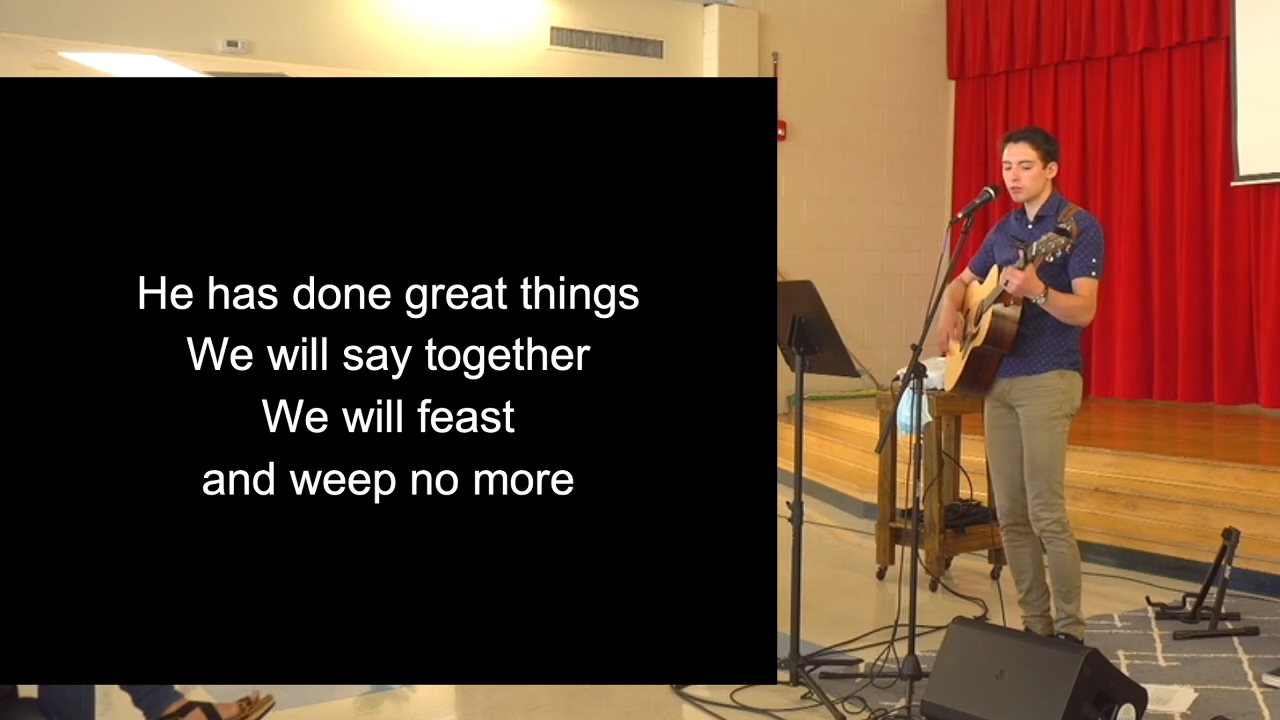 He has done great things
We will say together
We will feast
and weep no more